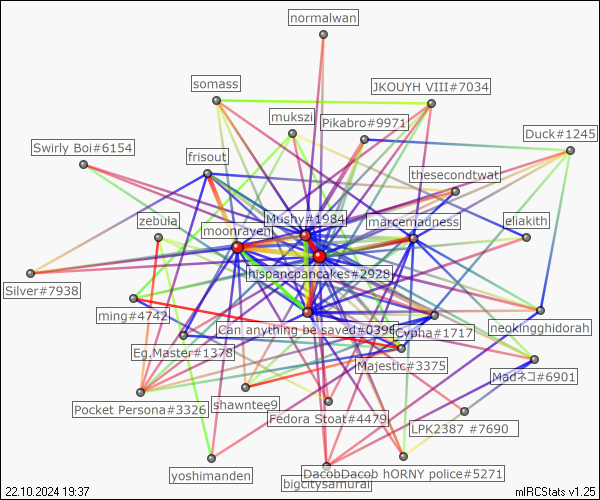 normalwan
somass
JKOUYH VIII#7034
mukszi
Pikabro#9971
Duck#1245
Swirly Boi#6154
frisout
thesecondtwat
zebula
Mushy#1984
marcemadness
eliakith
moonraven
hispancpancakes#2928
Silver#7938
ming#4742
Can anything be saved#0396
Cypha#1717
neokingghidorah
Eg.Master#1378
Majestic#3375
Madネコ#6901
Pocket Persona#3326
shawntee9
Fedora Stoat#4479
LPK2387 #7690
yoshimanden
DacobDacob hORNY police#5271
bigcitysamurai
22.10.2024 19:37
mIRCStats v1.25